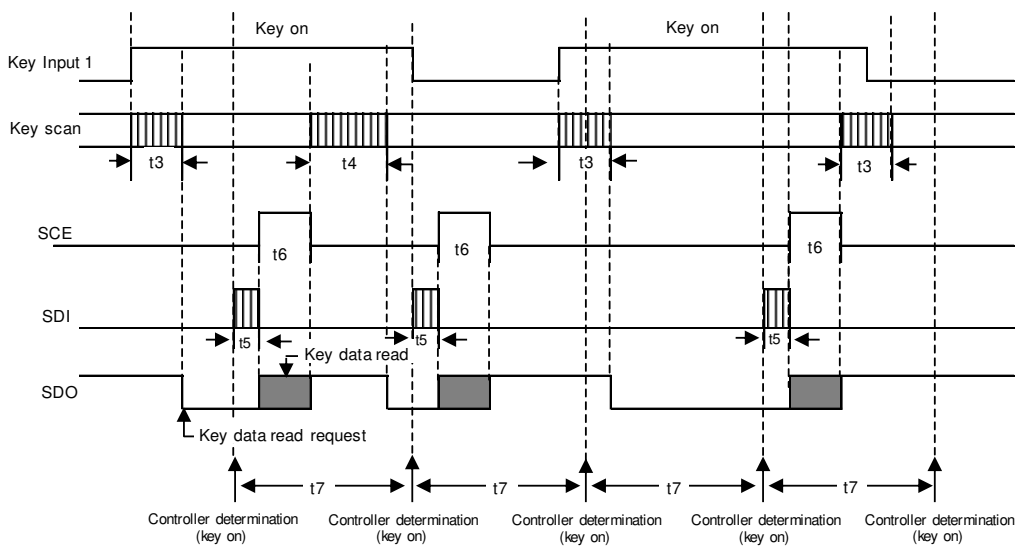 Key on
Key on
Key Input 1
Key scan
t3
t4
t3
t3
SCE
t6
t6
t6
SDI
t5
t5
t5
Key data read
SDO
Key data read request
t7
t7
t7
t7
Controller determination
(key on)
Controller determination
(key on)
Controller determination
(key on)
Controller determination
(key on)
Controller determination
(key on)